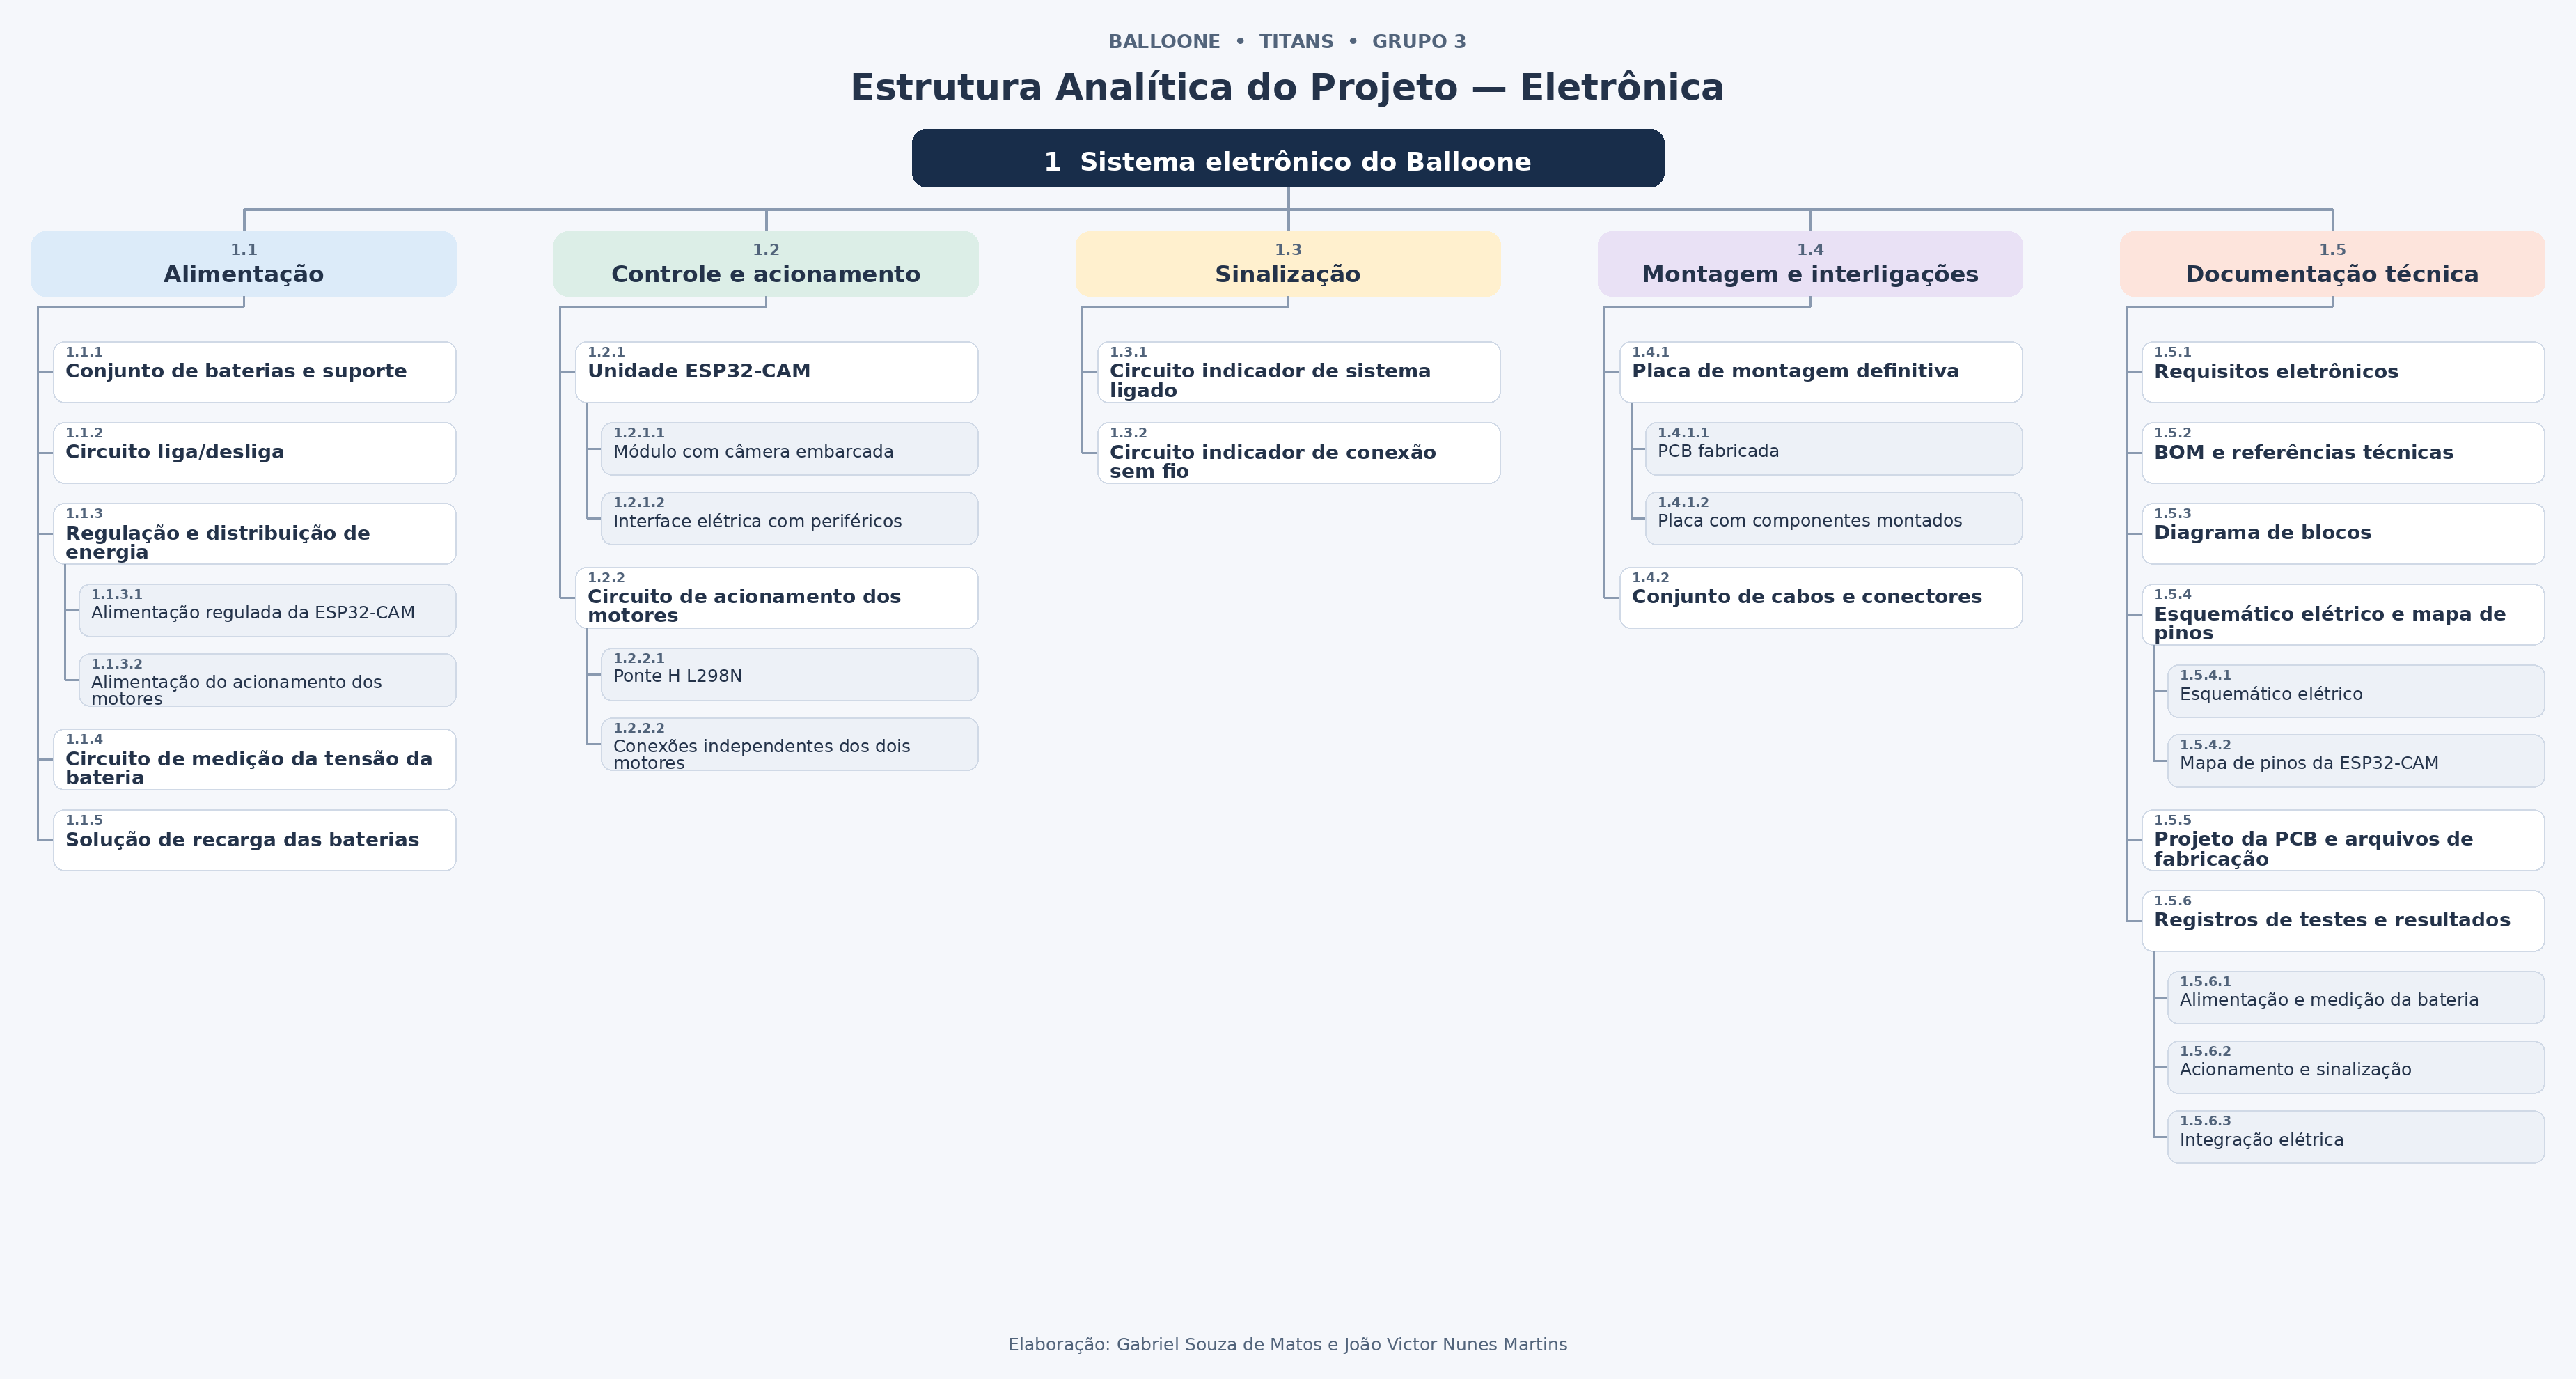 BALLOONE • TITANS • GRUPO 3
Estrutura Analítica do Projeto — Eletrônica
1 Sistema eletrônico do Balloone
1.1
Alimentação
1.1.1
Conjunto de baterias e suporte
1.1.2
Circuito liga/desliga
1.1.3
Regulação e distribuição de
energia
1.1.3.1
Alimentação regulada da ESP32-CAM
1.1.3.2
Alimentação do acionamento dos
motores
1.1.4
Circuito de medição da tensão da
bateria
1.1.5
Solução de recarga das baterias
1.2
Controle e acionamento
1.2.1
Unidade ESP32-CAM
1.2.1.1
Módulo com câmera embarcada
1.2.1.2
Interface elétrica com periféricos
1.2.2
Circuito de acionamento dos
motores
1.2.2.1
Ponte H L298N
1.2.2.2
Conexões independentes dos dois
motores
1.3
Sinalização
1.3.1
Circuito indicador de sistema
ligado
1.3.2
Circuito indicador de conexão
sem fio
1.4
Montagem e interligações
1.4.1
Placa de montagem definitiva
1.4.1.1
PCB fabricada
1.4.1.2
Placa com componentes montados
1.4.2
Conjunto de cabos e conectores
1.5
Documentação técnica
1.5.1
Requisitos eletrônicos
1.5.2
BOM e referências técnicas
1.5.3
Diagrama de blocos
1.5.4
Esquemático elétrico e mapa de
pinos
1.5.4.1
Esquemático elétrico
1.5.4.2
Mapa de pinos da ESP32-CAM
1.5.5
Projeto da PCB e arquivos de
fabricação
1.5.6
Registros de testes e resultados
1.5.6.1
Alimentação e medição da bateria
1.5.6.2
Acionamento e sinalização
1.5.6.3
Integração elétrica
Elaboração: Gabriel Souza de Matos e João Victor Nunes Martins